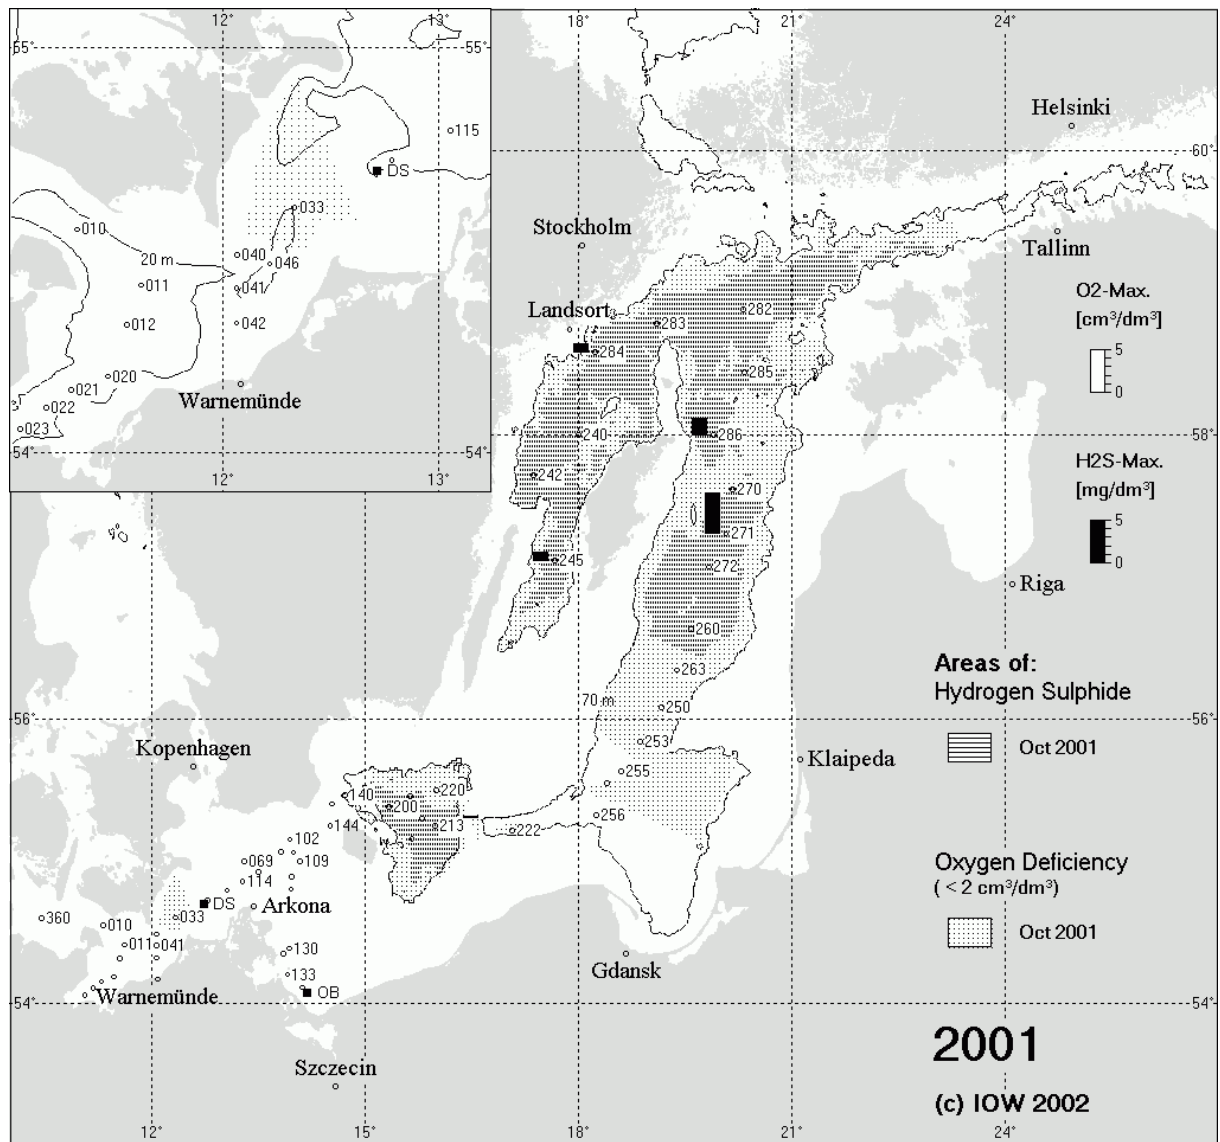 12° 13° 18° 21° 24°
55° 55°
115
Helsinki
60°
DS
033
010
Stockholm
Tallinn
20 m
040
046
011
041
O2-Max.
[cm³/dm³]
282
Landsort
283
012
042
5
284
0
285
020
021
Warnemünde
022
023
240
286
58°
54° 54°
H2S-Max.
[mg/dm³]
242
12° 13°
270
5
271
0
245
272
Riga
260
263
Areas of:
Hydrogen Sulphide
70 m
250
56° 56°
253
Oct 2001
Kopenhagen
Klaipeda
255
220
140
200
256
213
144
222
102
069
109
Oxygen Deficiency
( < 2 cm³/dm³)
114
DS
Arkona
033
360
010
Oct 2001
011
041
130
Gdansk
133
OB
Warnemünde
54° 54°
2001
Szczecin
(c) IOW 2002
12° 15° 18° 21° 24°